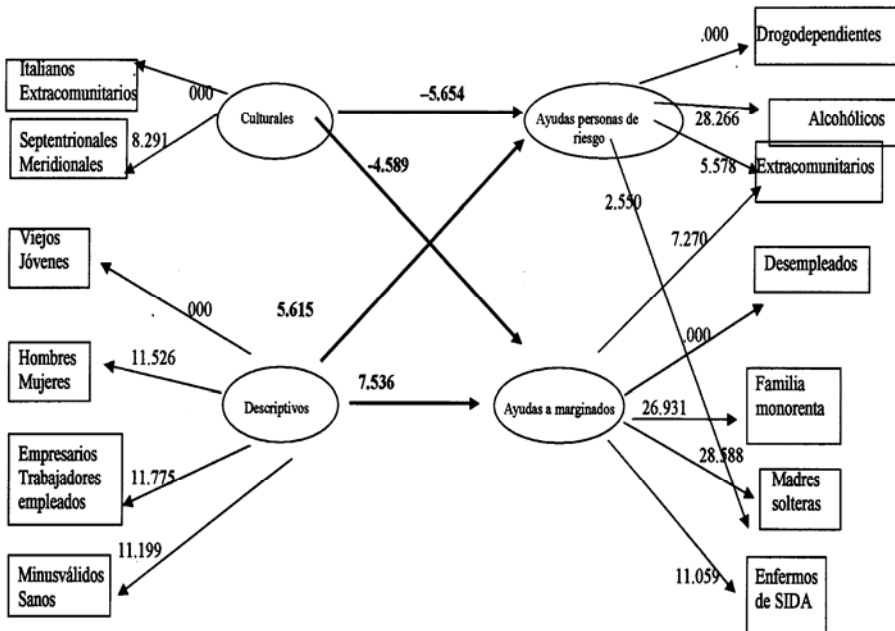 .000
Drogodependientes
Italianos
Extracomunitarios
000
Culturales
–5.654
Ayudas personas de
riesgo
28.266
Alcohólicos
Septentrionales
Meridionales
8.291
-4.589
5.578
Extracomunitarios
2.550
7.270
Viejos
Jóvenes
Desempleados
.000
5.615
.000
Hombres
Mujeres
11.526
Descriptivos
7.536
Ayudas a marginados
26.931
Familia
monorenta
28.588
Empresarios
Trabajadores
empleados
11.775
Madres
solteras
11.199
Minusválidos
Sanos
11.059
Enfermos
de SIDA